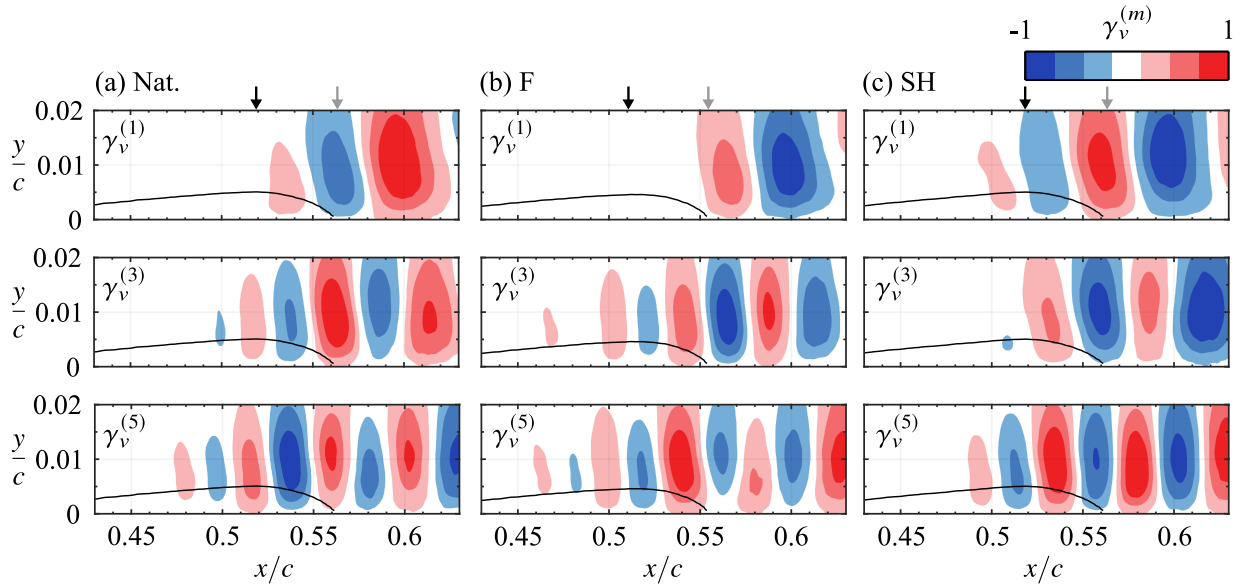 -1 γ_v^(m) 1
(a) Nat. (b) F (c) SH
0.02 γ_v^(1) γ_v^(1) γ_v^(1)
y/c 0.01
0
0.02 γ_v^(3) γ_v^(3) γ_v^(3)
y/c 0.01
0
0.02 γ_v^(5) γ_v^(5) γ_v^(5)
y/c 0.01
0
0.45 0.5 0.55 0.6 0.45 0.5 0.55 0.6 0.45 0.5 0.55 0.6
x/c x/c x/c